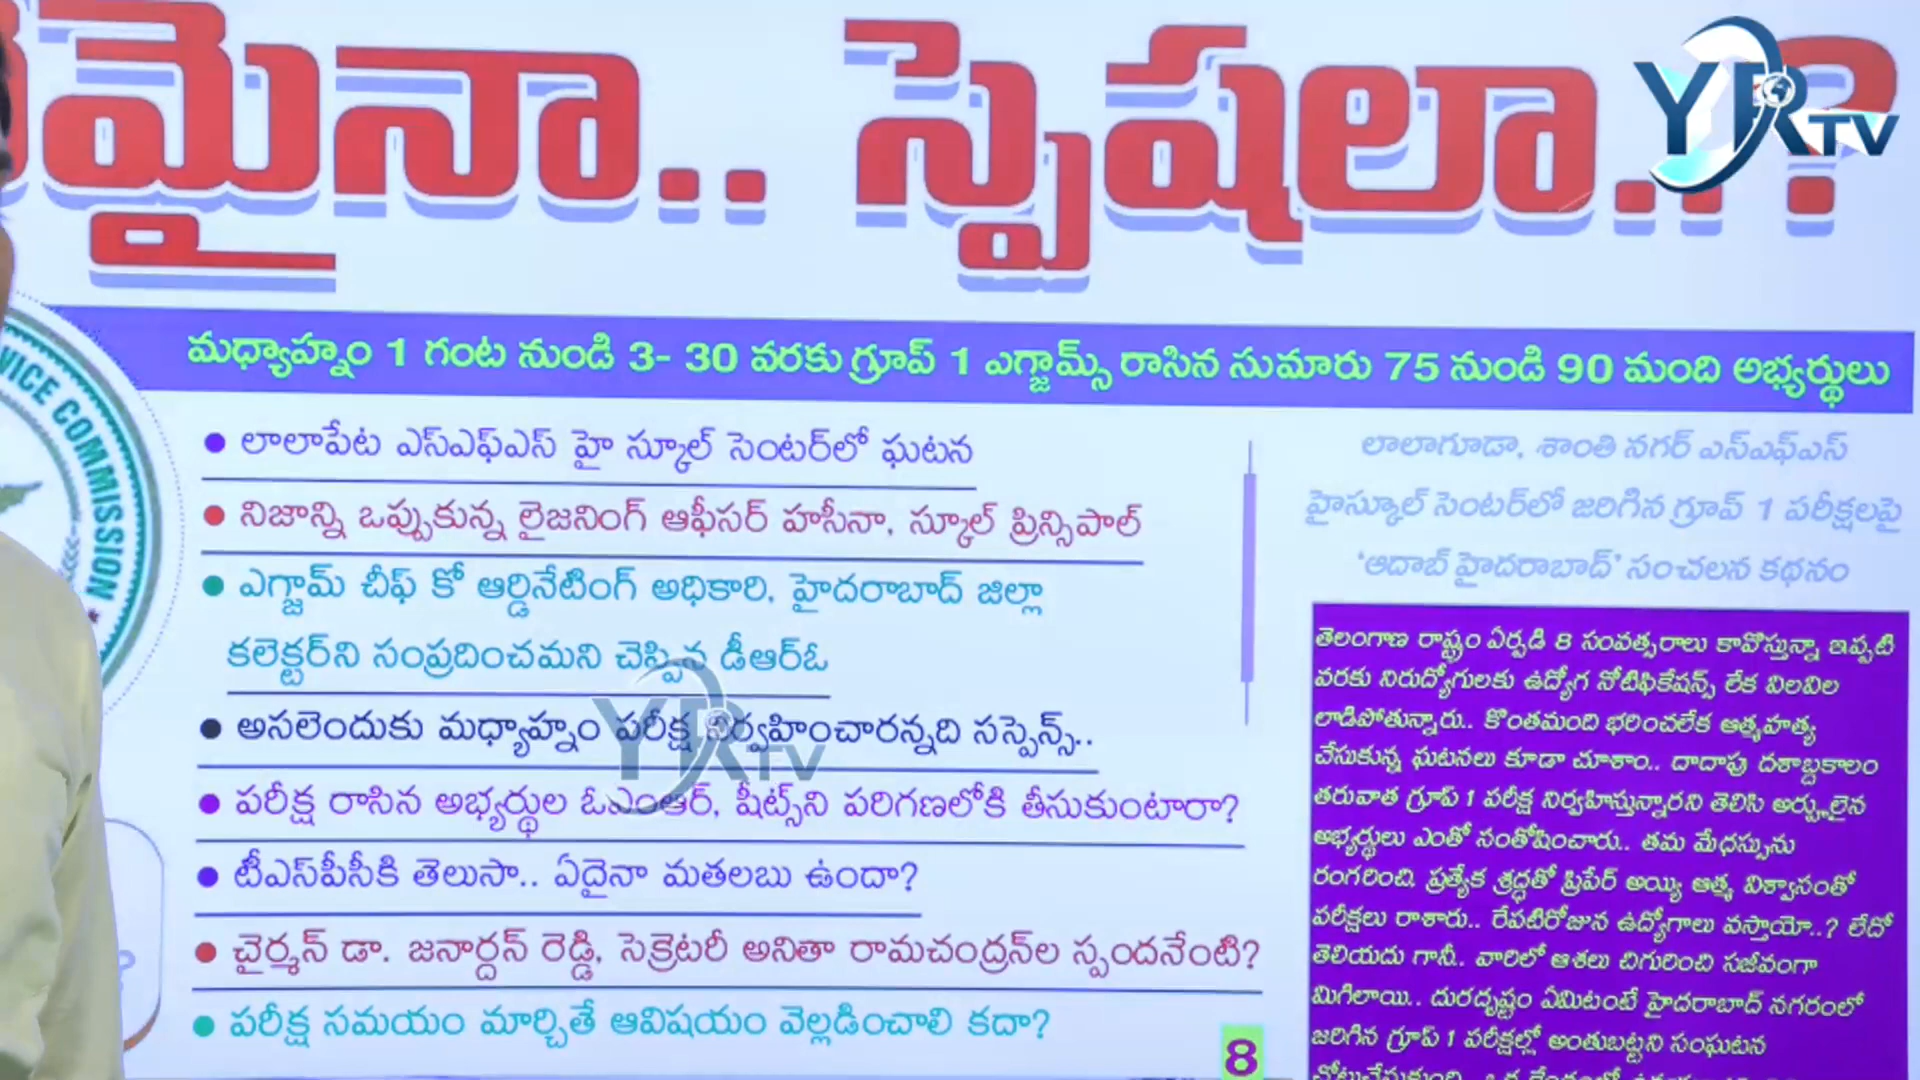 మైనా.. స్పెషలా..?
YR TV
మధ్యాహ్నం 1 గంట నుండి 3- 30 వరకు గ్రూప్ 1 ఎగ్జామ్స్ రాసిన సుమారు 75 నుండి 90 మంది అభ్యర్థులు
VICE COMMISSION
• లాలాపేట ఎస్ఎఫ్ఎస్ హై స్కూల్ సెంటర్‌లో ఘటన
• నిజాన్ని ఒప్పుకున్న లైజనింగ్ ఆఫీసర్ హసీనా, స్కూల్ ప్రిన్సిపాల్
• ఎగ్జామ్ చీఫ్ కో ఆర్డినేటింగ్ అధికారి, హైదరాబాద్ జిల్లా
కలెక్టర్‌ని సంప్రదించమని చెప్పిన డీఆర్ఓ
• అసలెందుకు మధ్యాహ్నం పరీక్ష నిర్వహించారన్నది సస్పెన్స్..
YR TV
• పరీక్ష రాసిన అభ్యర్థుల ఓఎంఆర్, షీట్స్‌ని పరిగణలోకి తీసుకుంటారా?
• టీఎస్‌పీసీకి తెలుసా.. ఏదైనా మతలబు ఉందా?
• చైర్మన్ డా. జనార్దన్ రెడ్డి, సెక్రెటరీ అనితా రామచంద్రన్‌ల స్పందనేంటి?
• పరీక్ష సమయం మార్చితే ఆవిషయం వెల్లడించాలి కదా?
8
లాలాగూడా, శాంతి నగర్ ఎస్ఎఫ్ఎస్
హైస్కూల్ సెంటర్‌లో జరిగిన గ్రూప్ 1 పరీక్షలపై
'ఆదాబ్ హైదరాబాద్' సంచలన కథనం
తెలంగాణ రాష్ట్రం ఏర్పడి 8 సంవత్సరాలు కావొస్తున్నా ఇప్పటి
వరకు నిరుద్యోగులకు ఉద్యోగ నోటిఫికేషన్స్ లేక విలవిల
లాడిపోతున్నారు.. కొంతమంది భరించలేక ఆత్మహత్య
చేసుకున్న ఘటనలు కూడా చూశాం.. దాదాపు దశాబ్దకాలం
తరువాత గ్రూప్ 1 పరీక్ష నిర్వహిస్తున్నారని తెలిసి అర్హులైన
అభ్యర్థులు ఎంతో సంతోషించారు.. తమ మేధస్సును
రంగరించి, ప్రత్యేక శ్రద్ధతో ప్రిపేర్ అయ్యి ఆత్మ విశ్వాసంతో
పరీక్షలు రాశారు.. రేపటిరోజున ఉద్యోగాలు వస్తాయో..? లేదో
తెలియదు గానీ.. వారిలో ఆశలు చిగురించి సజీవంగా
మిగిలాయి.. దురదృష్టం ఏమిటంటే హైదరాబాద్ నగరంలో
జరిగిన గ్రూప్ 1 పరీక్షల్లో అంతుబట్టని సంఘటన